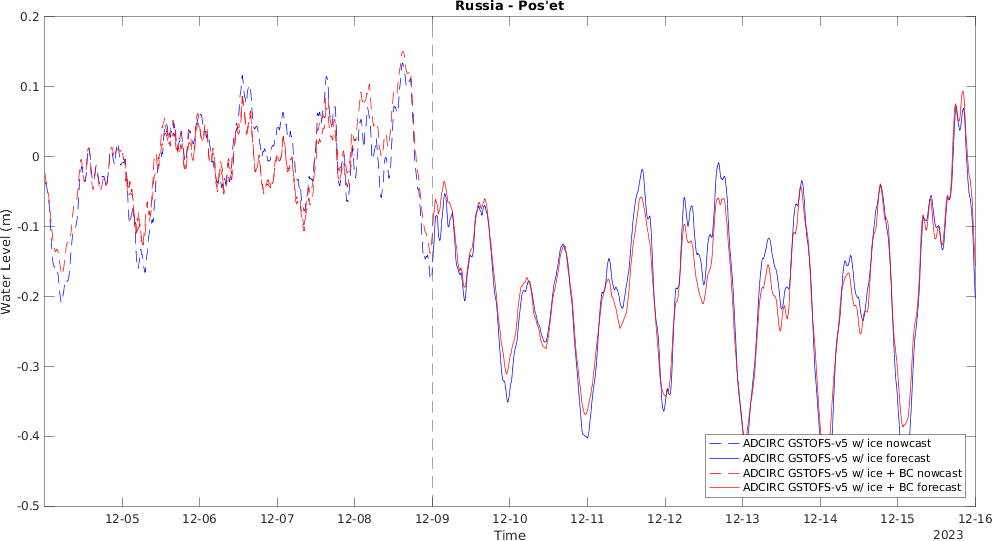 Russia - Pos'et
0.2
0.1
0
-0.1
-0.2
-0.3
-0.4
-0.5
Water Level (m)
ADCIRC GSTOFS-v5 w/ ice nowcast
ADCIRC GSTOFS-v5 w/ ice forecast
ADCIRC GSTOFS-v5 w/ ice + BC nowcast
ADCIRC GSTOFS-v5 w/ ice + BC forecast
12-05 12-06 12-07 12-08 12-09 12-10 12-11 12-12 12-13 12-14 12-15 12-16
Time
2023